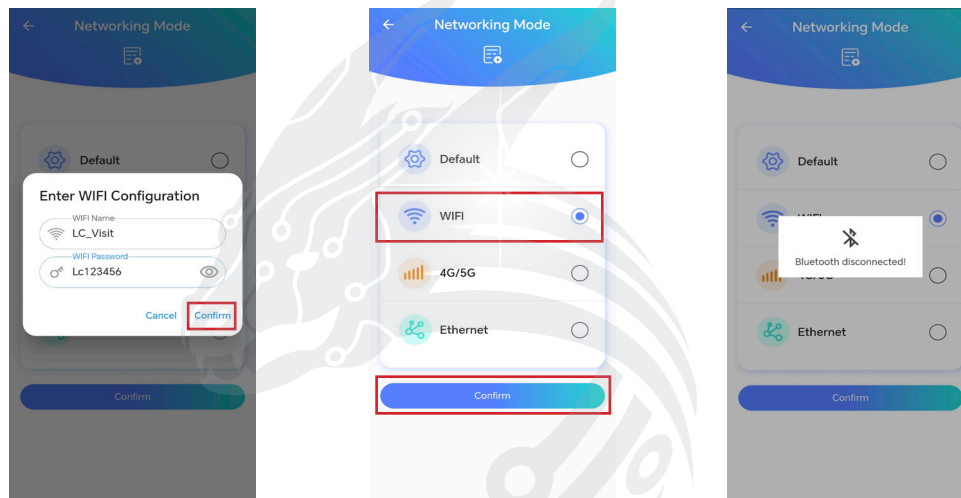 Networking Mode
Default
Enter WIFI Configuration
WIFI Name
LC_Visit
WIFI Password
Lc123456
Cancel Confirm
Confirm
Networking Mode
Default
WIFI
4G/5G
Ethernet
Confirm
Networking Mode
Default
Bluetooth disconnected!
Ethernet
Confirm